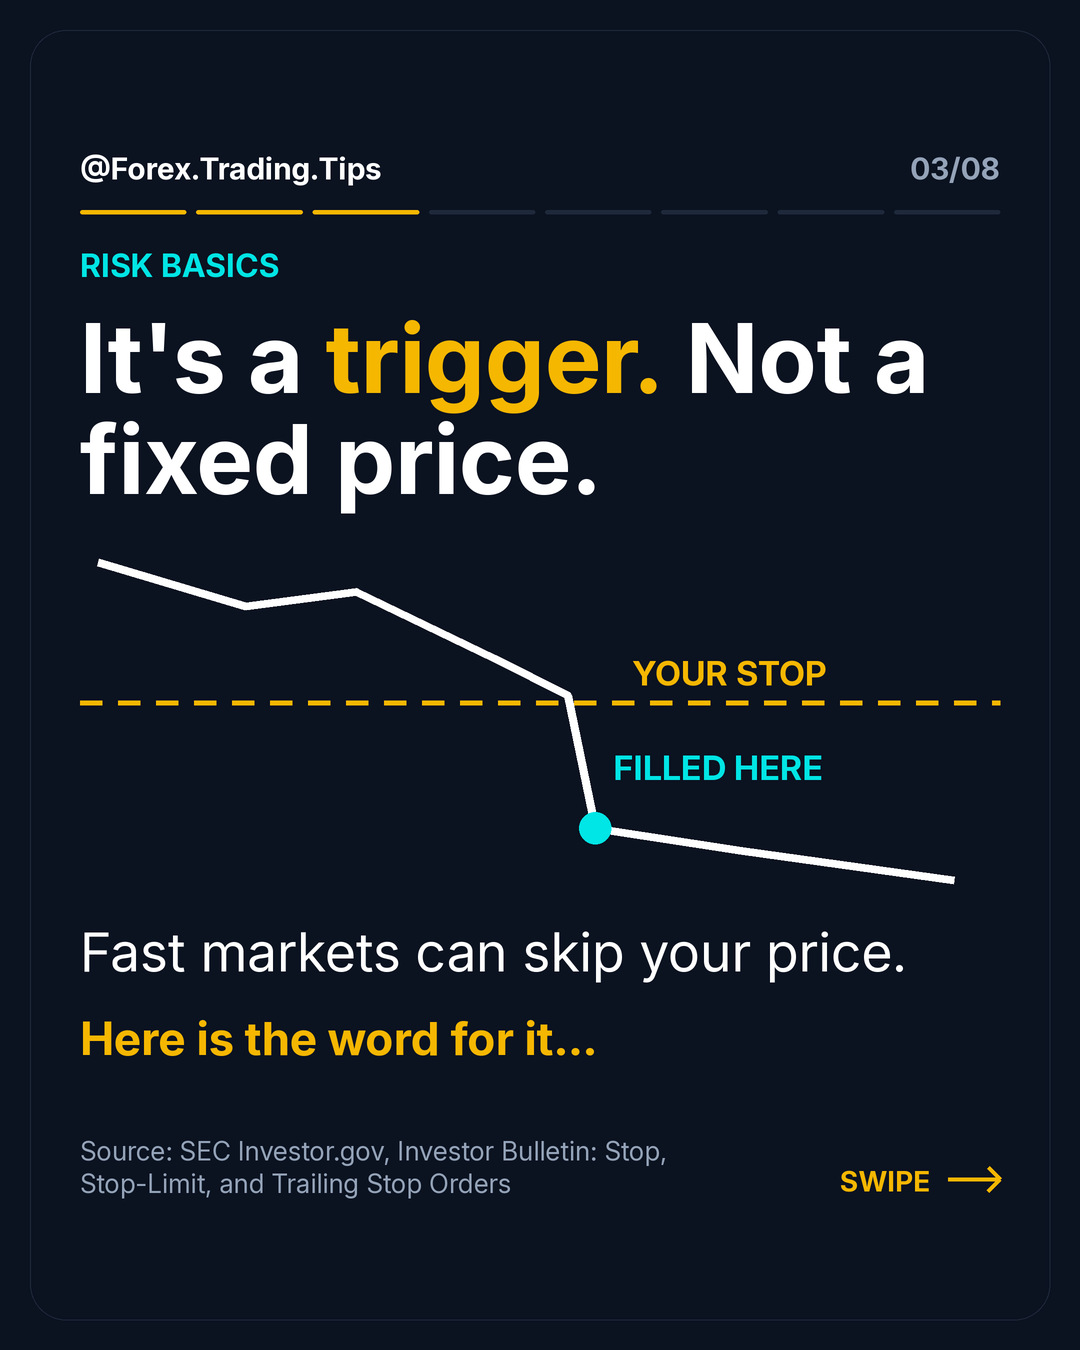 @Forex.Trading.Tips
03/08
RISK BASICS
It's a trigger. Not a
fixed price.
YOUR STOP
FILLED HERE
Fast markets can skip your price.
Here is the word for it...
Source: SEC Investor.gov, Investor Bulletin: Stop,
Stop-Limit, and Trailing Stop Orders
SWIPE